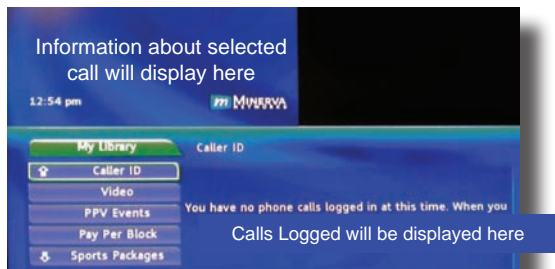 Information about selected
call will display here
12:54 pm
m MINERVA
My Library
Caller ID
Caller ID
Video
PPV Events
You have no phone calls logged in at this time. When you
Pay Per Block
Calls Logged will be displayed here
Sports Packages